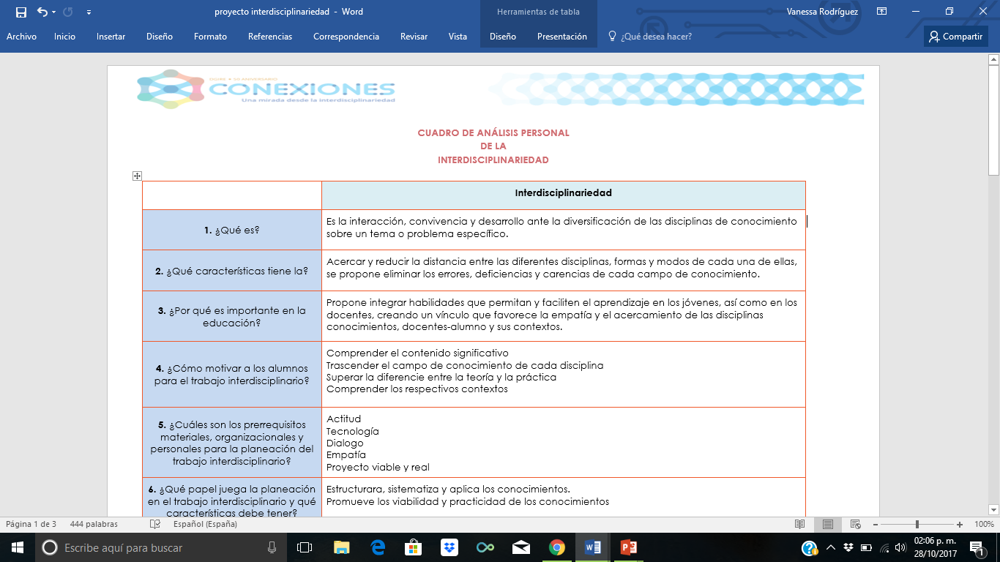 proyecto interdisciplinariedad - Word
Herramientas de tabla
Vanessa Rodríguez
Archivo Inicio Insertar Diseño Formato Referencias Correspondencia Revisar Vista Diseño Presentación ¿Qué desea hacer? Compartir
50 ANIVERSARIO
CONEXIONES
Una mirada desde la interdisciplinariedad
CUADRO DE ANÁLISIS PERSONAL
DE LA
INTERDISCIPLINARIEDAD
Interdisciplinariedad
1. ¿Qué es?
Es la interacción, convivencia y desarrollo ante la diversificación de las disciplinas de conocimiento
sobre un tema o problema específico.
2. ¿Qué características tiene la?
Acercar y reducir la distancia entre las diferentes disciplinas, formas y modos de cada una de ellas,
se propone eliminar los errores, deficiencias y carencias de cada campo de conocimiento.
3. ¿Por qué es importante en la
educación?
Propone integrar habilidades que permitan y faciliten el aprendizaje en los jóvenes, así como en los
docentes, creando un vínculo que favorece la empatía y el acercamiento de las disciplinas
conocimientos, docentes-alumno y sus contextos.
4. ¿Cómo motivar a los alumnos
para el trabajo interdisciplinario?
Comprender el contenido significativo
Trascender el campo de conocimiento de cada disciplina
Superar la diferencie entre la teoría y la práctica
Comprender los respectivos contextos
5. ¿Cuáles son los prerrequisitos
materiales, organizacionales y
personales para la planeación del
trabajo interdisciplinario?
Actitud
Tecnología
Dialogo
Empatía
Proyecto viable y real
6. ¿Qué papel juega la planeación
en el trabajo interdisciplinario y qué
características debe tener?
Estructurara, sistematiza y aplica los conocimientos.
Promueve los viabilidad y practicidad de los conocimientos
Página 1 de 3 444 palabras Español (España) 100%
Escribe aquí para buscar
02:06 p. m.
28/10/2017
1